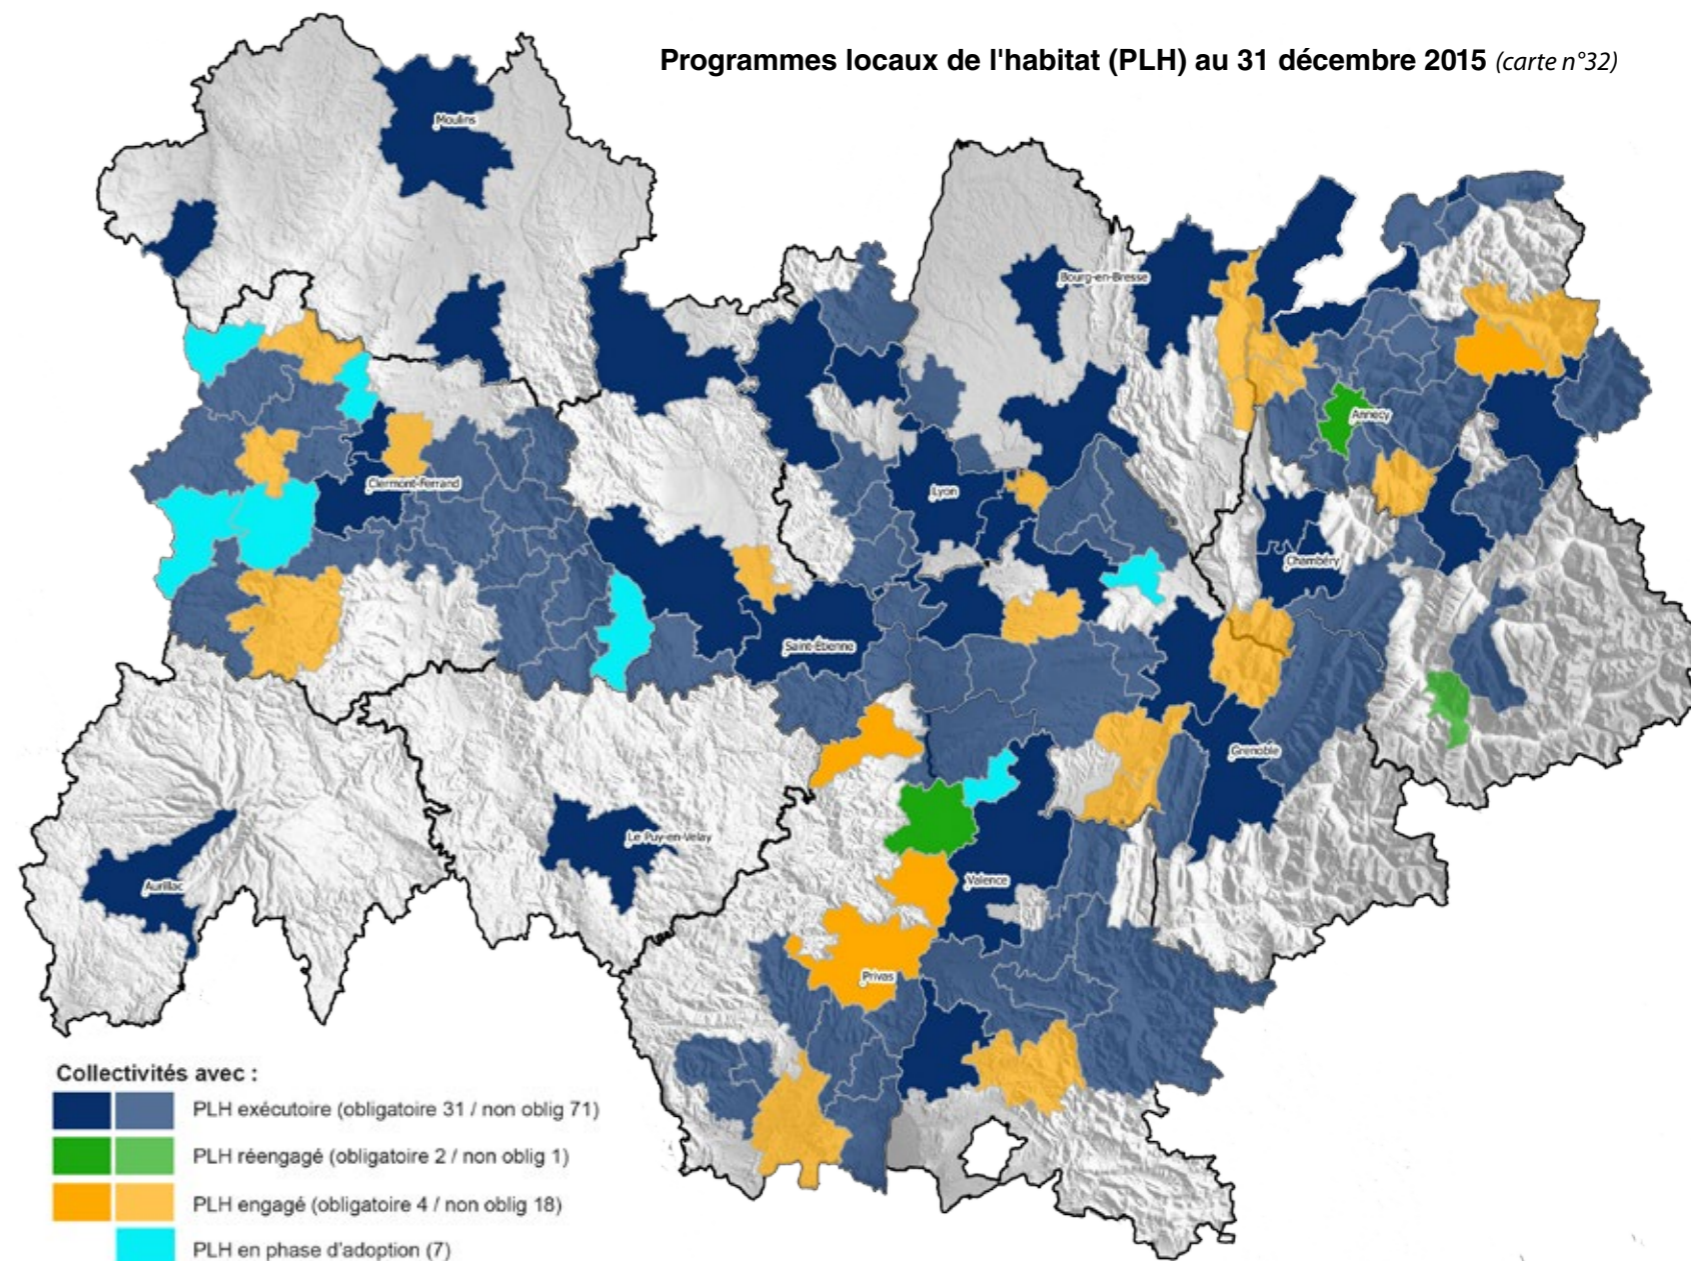 Programmes locaux de l'habitat (PLH) au 31 décembre 2015 (carte n°32)
Moulins
Bourg-en-Bresse
Annecy
Clermont-Ferrand
Lyon
Chambéry
Saint-Étienne
Grenoble
Le Puy-en-Velay
Aurillac
Valence
Privas
Collectivités avec :
PLH exécutoire (obligatoire 31 / non oblig 71)
PLH réengagé (obligatoire 2 / non oblig 1)
PLH engagé (obligatoire 4 / non oblig 18)
PLH en phase d'adoption (7)